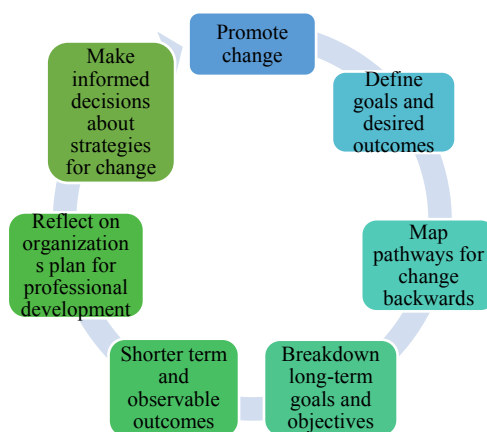 Promote
change
Define
goals and
desired
outcomes
Map
pathways for
change
backwards
Breakdown
long-term
goals and
objectives
Shorter term
and
observable
outcomes
Reflect on
organization
s plan for
professional
development
Make
informed
decisions
about
strategies
for change